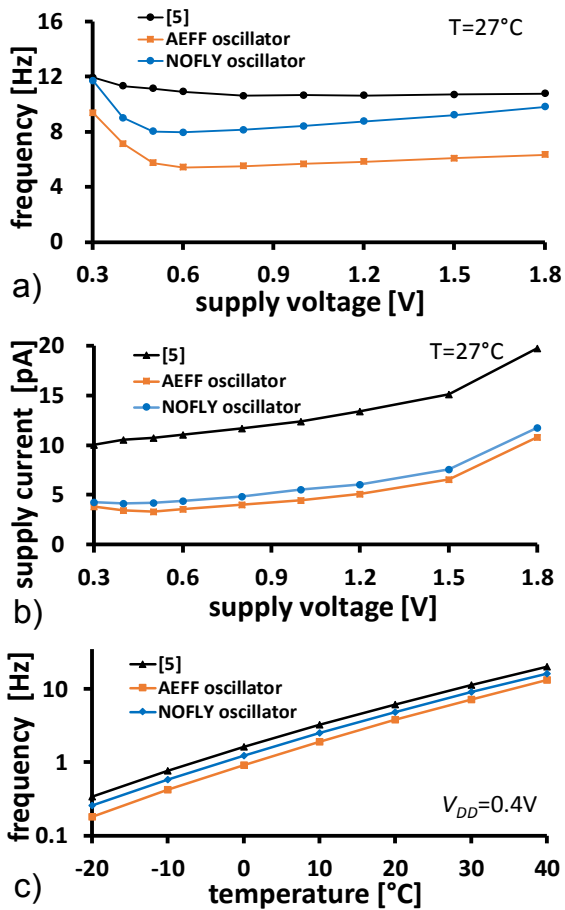 16
12
8
4
0
frequency [Hz]
[5]
AEFF oscillator
NOFLY oscillator
T=27°C
0.3 0.6 0.9 1.2 1.5 1.8
supply voltage [V]
a)
20
15
10
5
0
supply current [pA]
[5]
AEFF oscillator
NOFLY oscillator
T=27°C
0.3 0.6 0.9 1.2 1.5 1.8
supply voltage [V]
b)
10
1
0.1
frequency [Hz]
[5]
AEFF oscillator
NOFLY oscillator
VDD=0.4V
-20 -10 0 10 20 30 40
temperature [°C]
c)